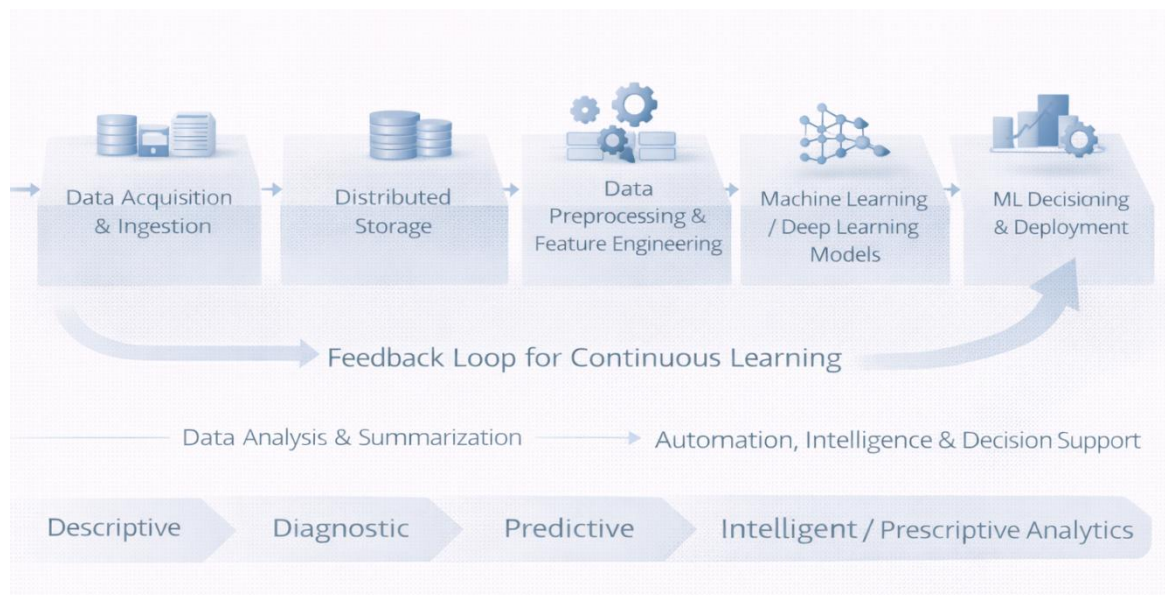 Data Acquisition
& Ingestion
Distributed
Storage
Data
Preprocessing &
Feature Engineering
Machine Learning
/ Deep Learning
Models
ML Decisioning
& Deployment
Feedback Loop for Continuous Learning
Data Analysis & Summarization
Automation, Intelligence & Decision Support
Descriptive
Diagnostic
Predictive
Intelligent / Prescriptive Analytics